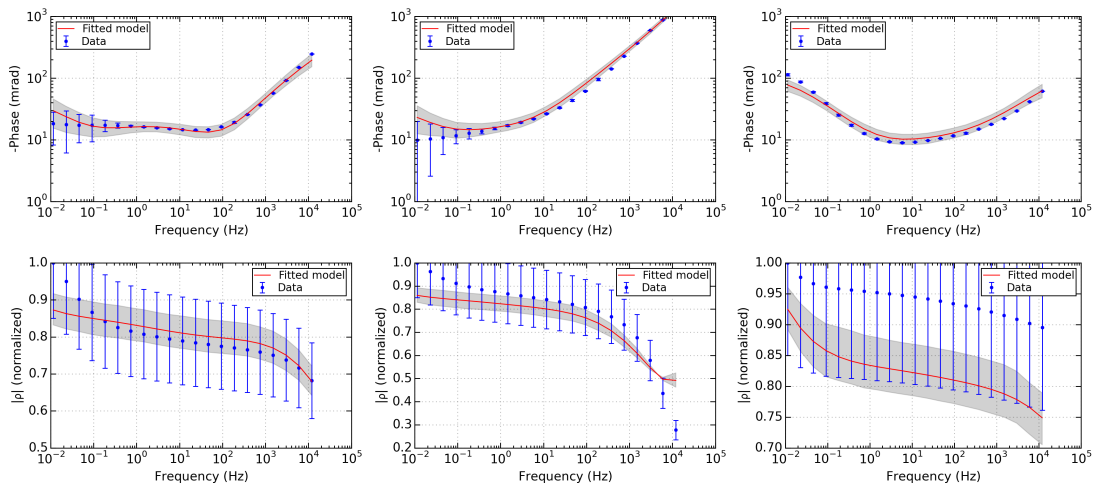 10³
10²
10¹
10⁰
-Phase (mrad)
Fitted model
Data
10⁻² 10⁻¹ 10⁰ 10¹ 10² 10³ 10⁴ 10⁵
Frequency (Hz)
10³
10²
10¹
10⁰
-Phase (mrad)
Fitted model
Data
10⁻² 10⁻¹ 10⁰ 10¹ 10² 10³ 10⁴ 10⁵
Frequency (Hz)
10³
10²
10¹
10⁰
-Phase (mrad)
Fitted model
Data
10⁻² 10⁻¹ 10⁰ 10¹ 10² 10³ 10⁴ 10⁵
Frequency (Hz)
1.0
0.9
0.8
0.7
0.6
0.5
|ρ| (normalized)
Fitted model
Data
10⁻² 10⁻¹ 10⁰ 10¹ 10² 10³ 10⁴ 10⁵
Frequency (Hz)
1.0
0.9
0.8
0.7
0.6
0.5
0.4
0.3
0.2
|ρ| (normalized)
Fitted model
Data
10⁻² 10⁻¹ 10⁰ 10¹ 10² 10³ 10⁴ 10⁵
Frequency (Hz)
1.00
0.95
0.90
0.85
0.80
0.75
0.70
|ρ| (normalized)
Fitted model
Data
10⁻² 10⁻¹ 10⁰ 10¹ 10² 10³ 10⁴ 10⁵
Frequency (Hz)